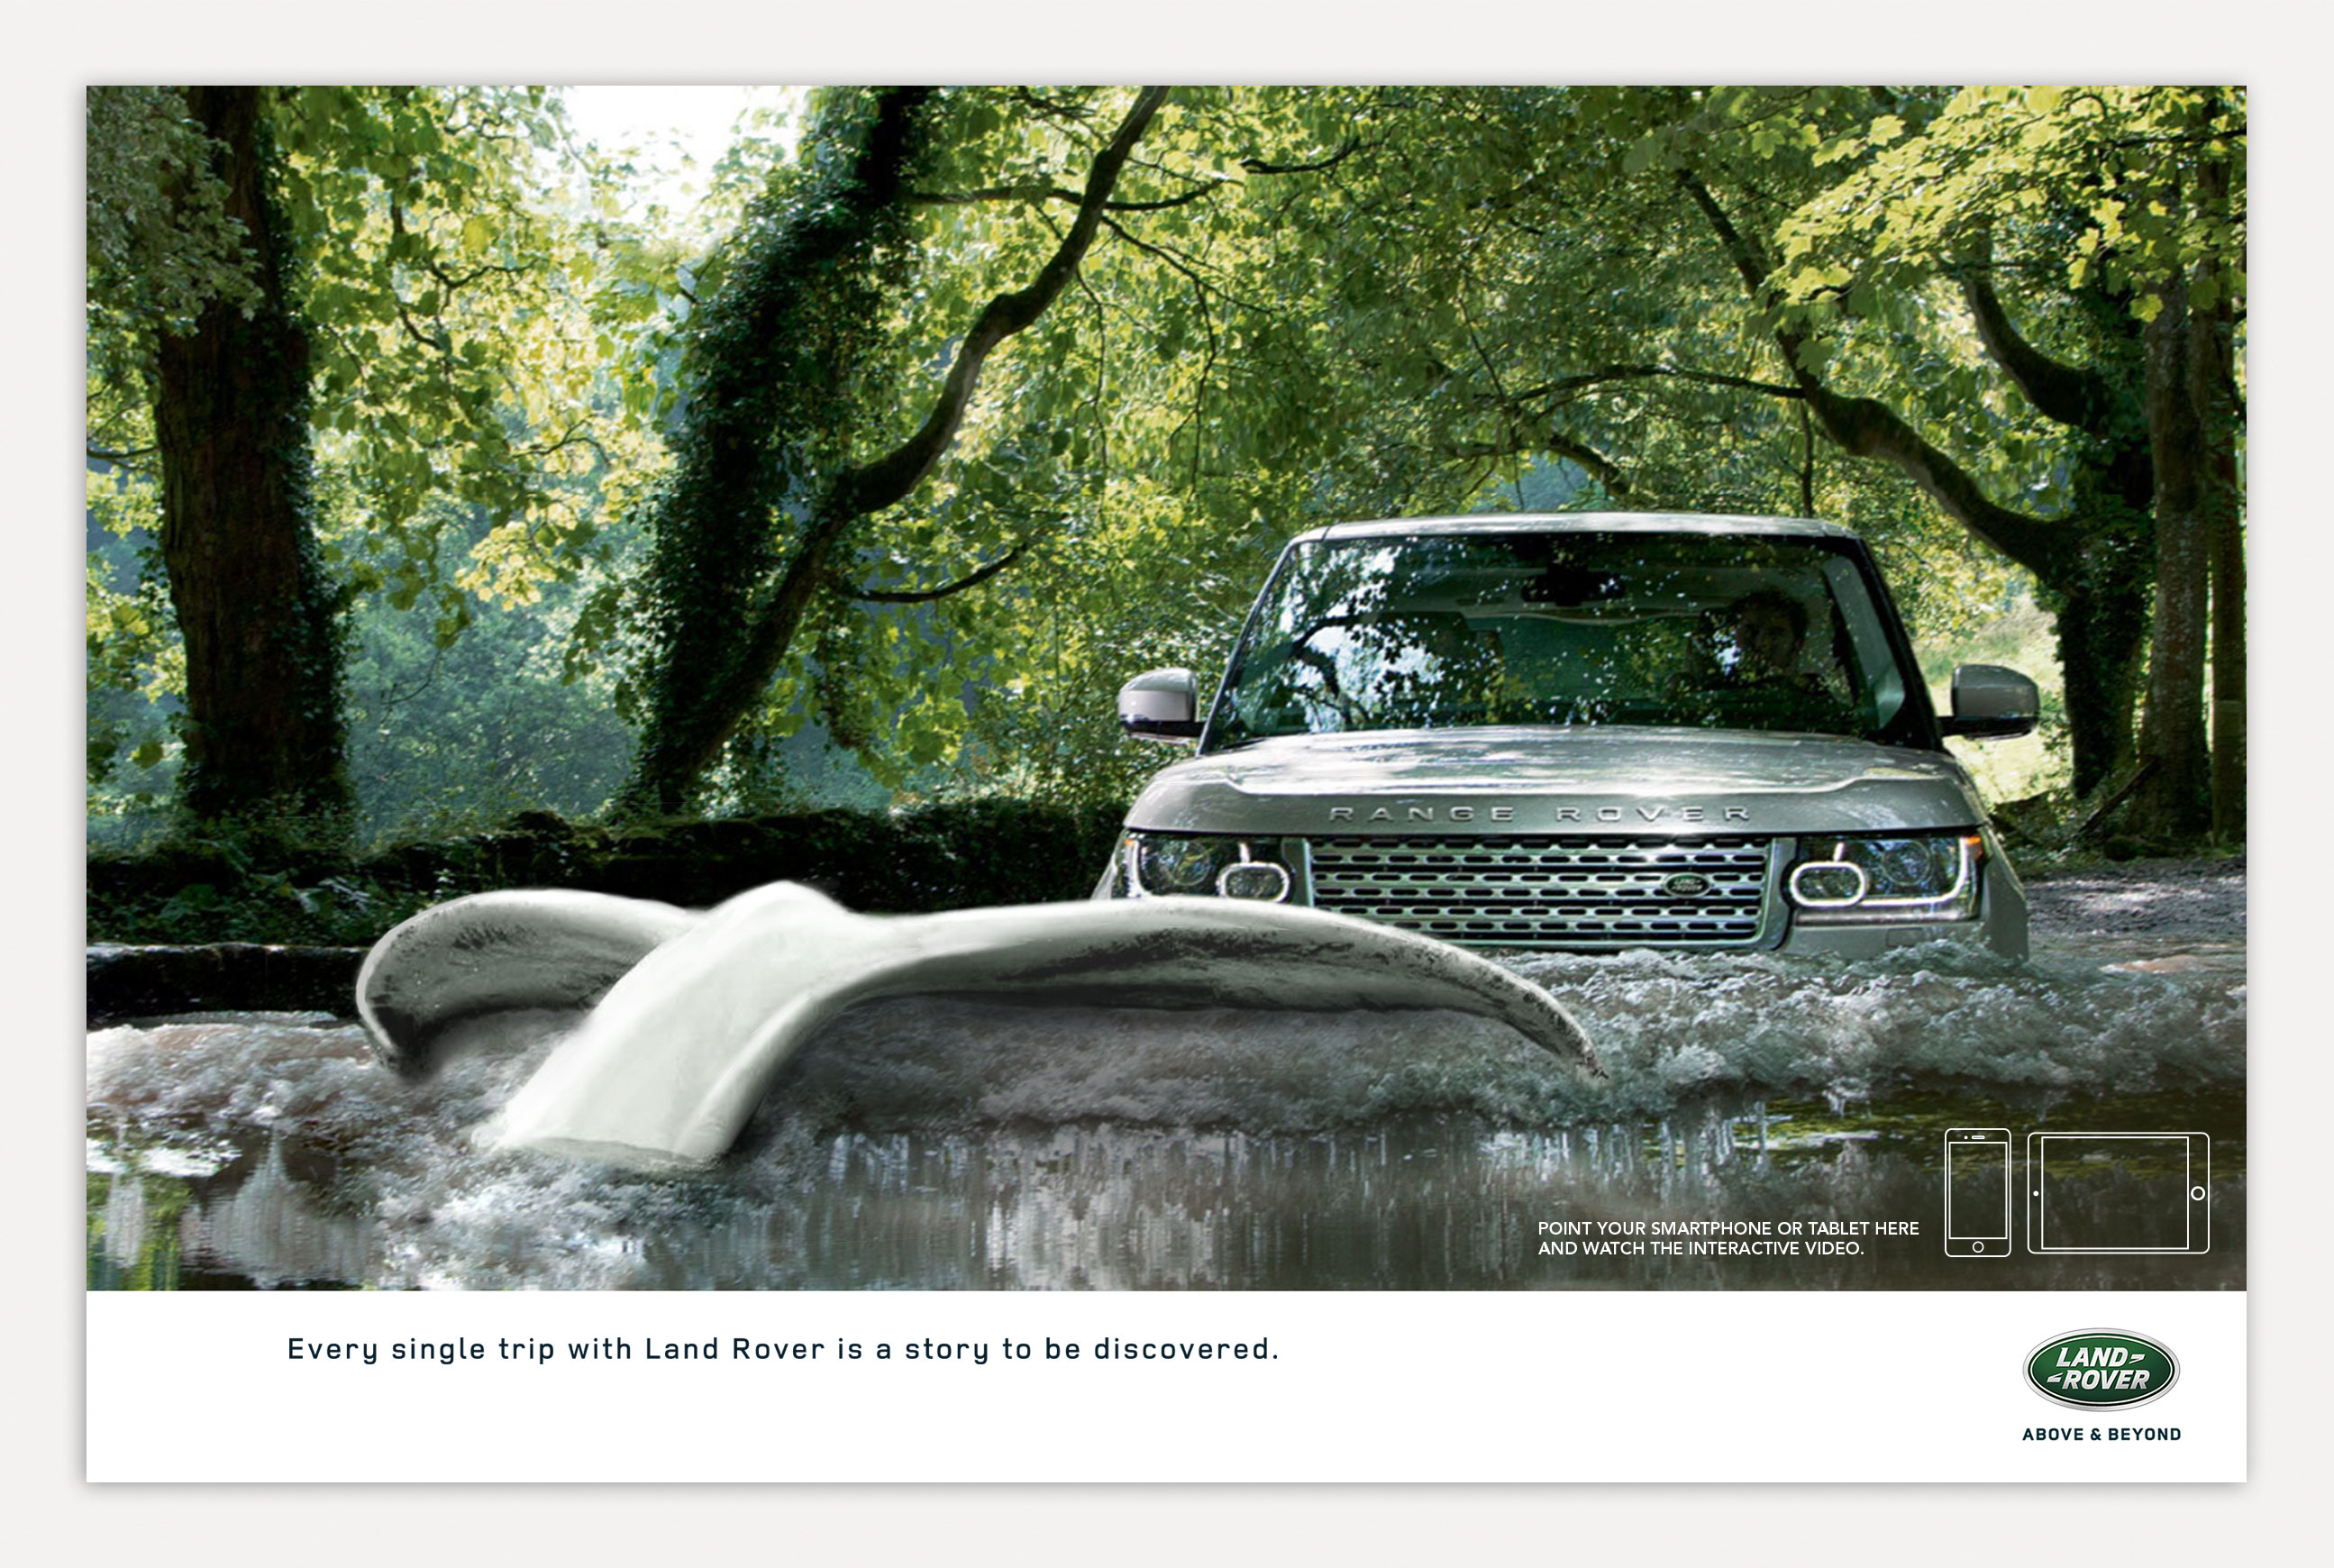 RANGE ROVER
POINT YOUR SMARTPHONE OR TABLET HERE
AND WATCH THE INTERACTIVE VIDEO.
Every single trip with Land Rover is a story to be discovered.
LAND
ROVER
ABOVE & BEYOND